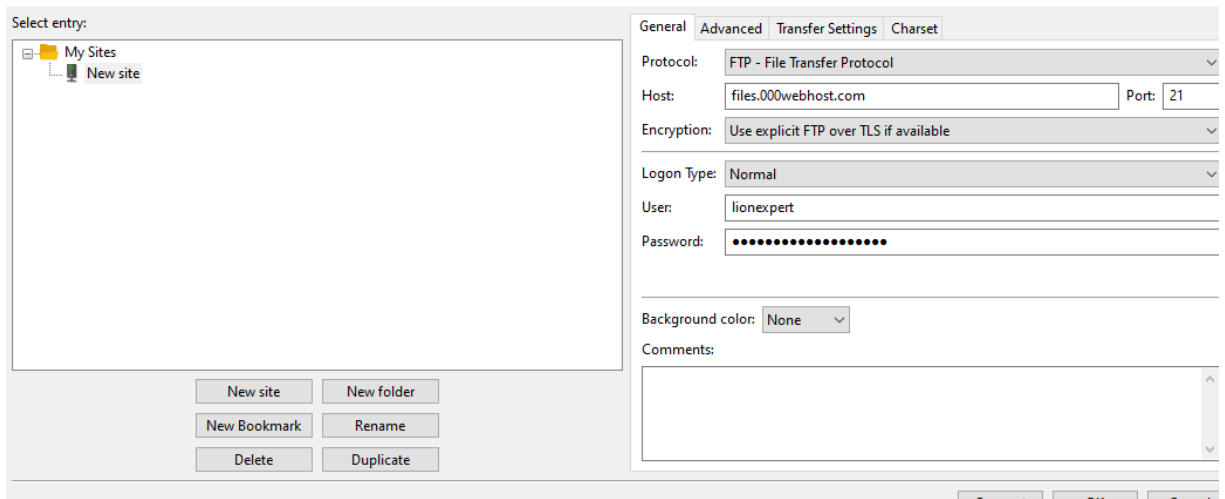 Select entry:
My Sites
New site
New site New folder
New Bookmark Rename
Delete Duplicate
General Advanced Transfer Settings Charset
Protocol: FTP - File Transfer Protocol
Host: files.000webhost.com Port: 21
Encryption: Use explicit FTP over TLS if available
Logon Type: Normal
User: lionexpert
Password: •••••••••••••••••••
Background color: None
Comments: